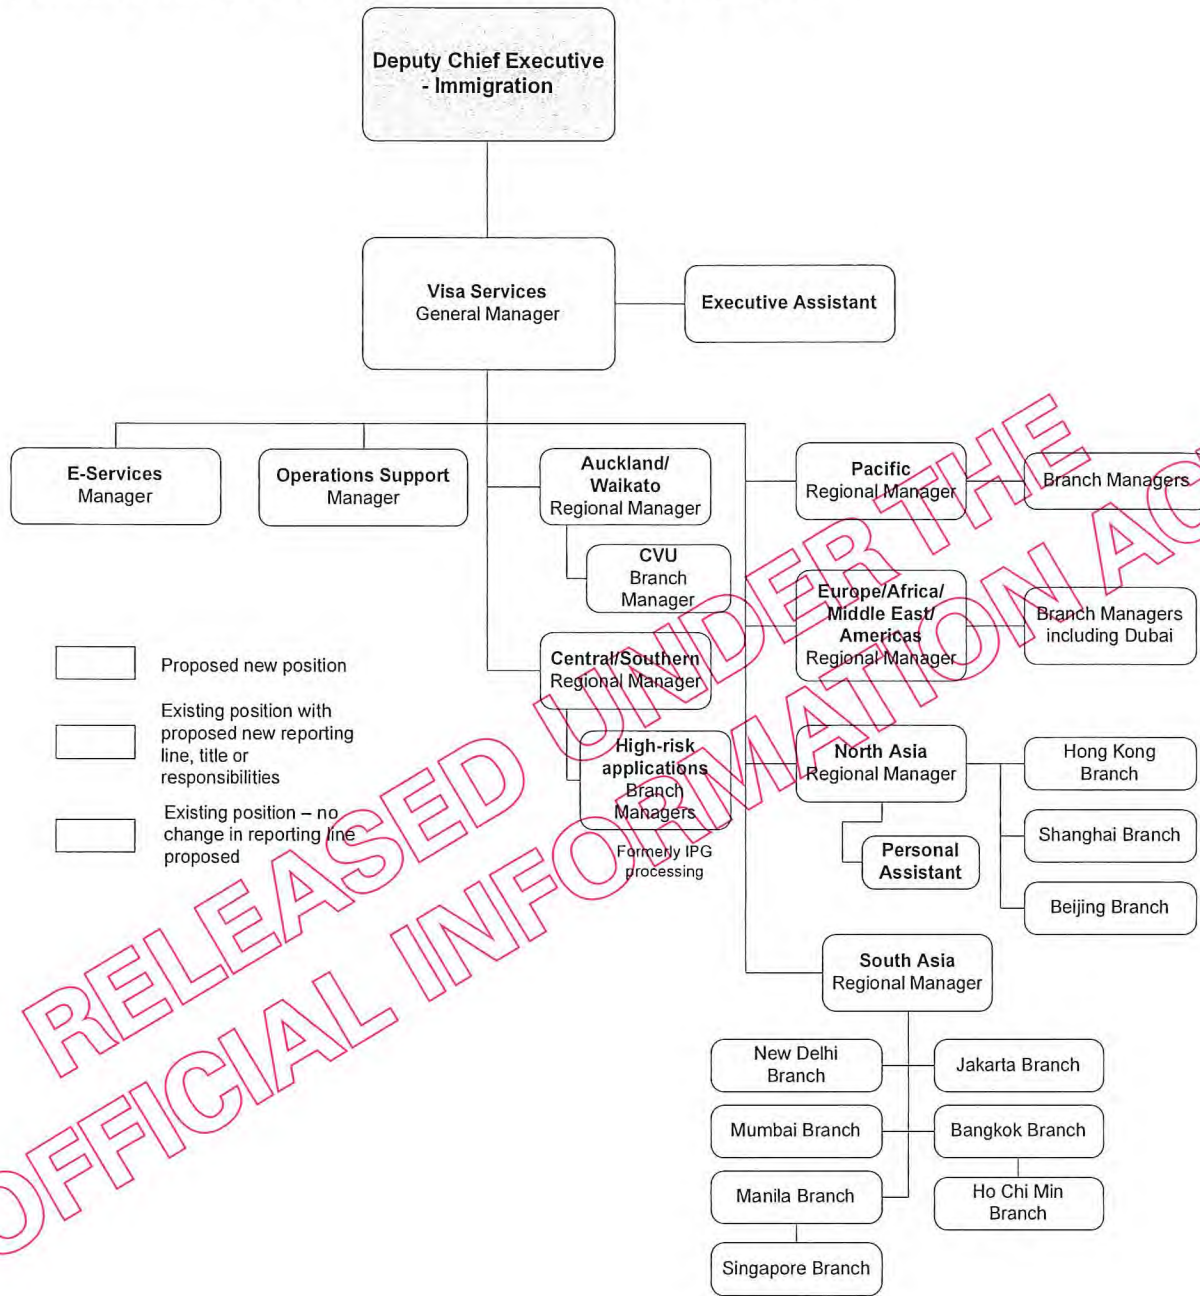 Deputy Chief Executive
- Immigration
Visa Services
General Manager
Executive Assistant
E-Services
Manager
Operations Support
Manager
Auckland/
Waikato
Regional Manager
CVU
Branch
Manager
Central/Southern
Regional Manager
High-risk
applications
Branch
Managers
Formerly IPG
processing
Pacific
Regional Manager
Branch Managers
Europe/Africa/
Middle East/
Americas
Regional Manager
Branch Managers
including Dubai
North Asia
Regional Manager
Personal
Assistant
Hong Kong
Branch
Shanghai Branch
Beijing Branch
South Asia
Regional Manager
New Delhi
Branch
Jakarta Branch
Mumbai Branch
Bangkok Branch
Manila Branch
Ho Chi Min
Branch
Singapore Branch
Proposed new position
Existing position with
proposed new reporting
line, title or
responsibilities
Existing position – no
change in reporting line
proposed
RELEASED UNDER THE
OFFICIAL INFORMATION AC